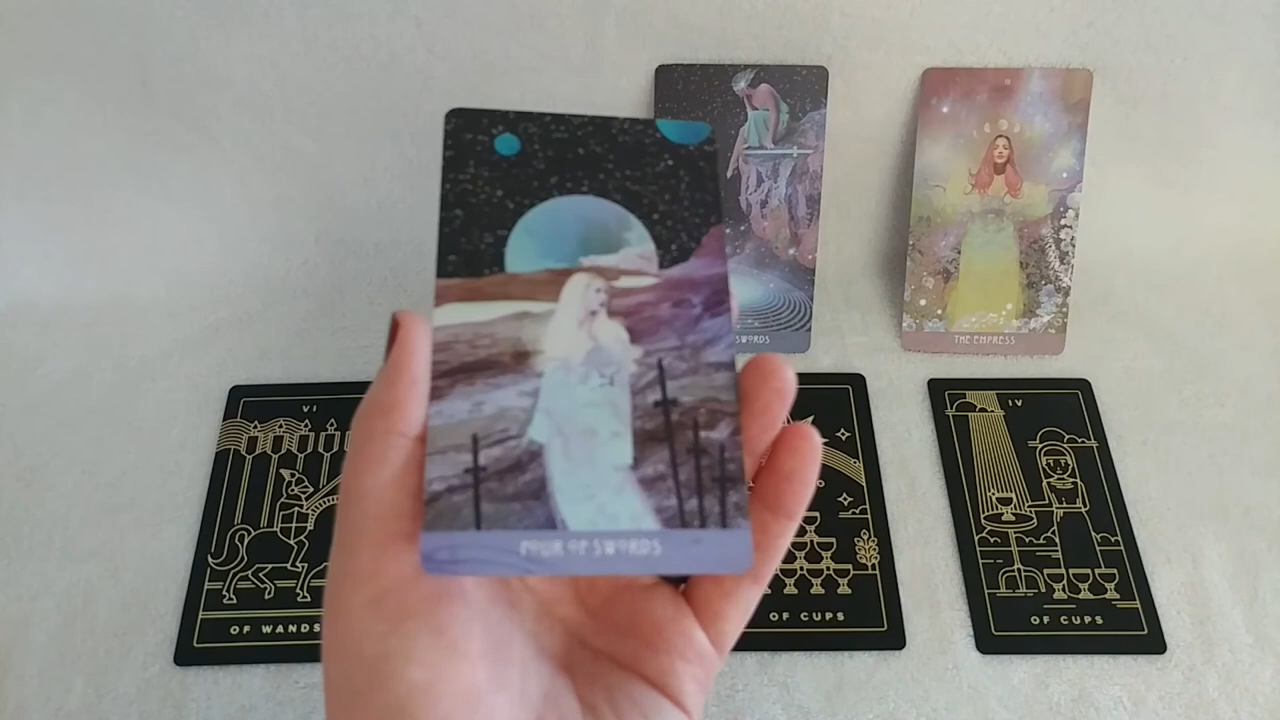 SWORDS
THE EMPRESS
FOUR OF SWORDS
VI
OF WANDS
OF CUPS
IV
OF CUPS